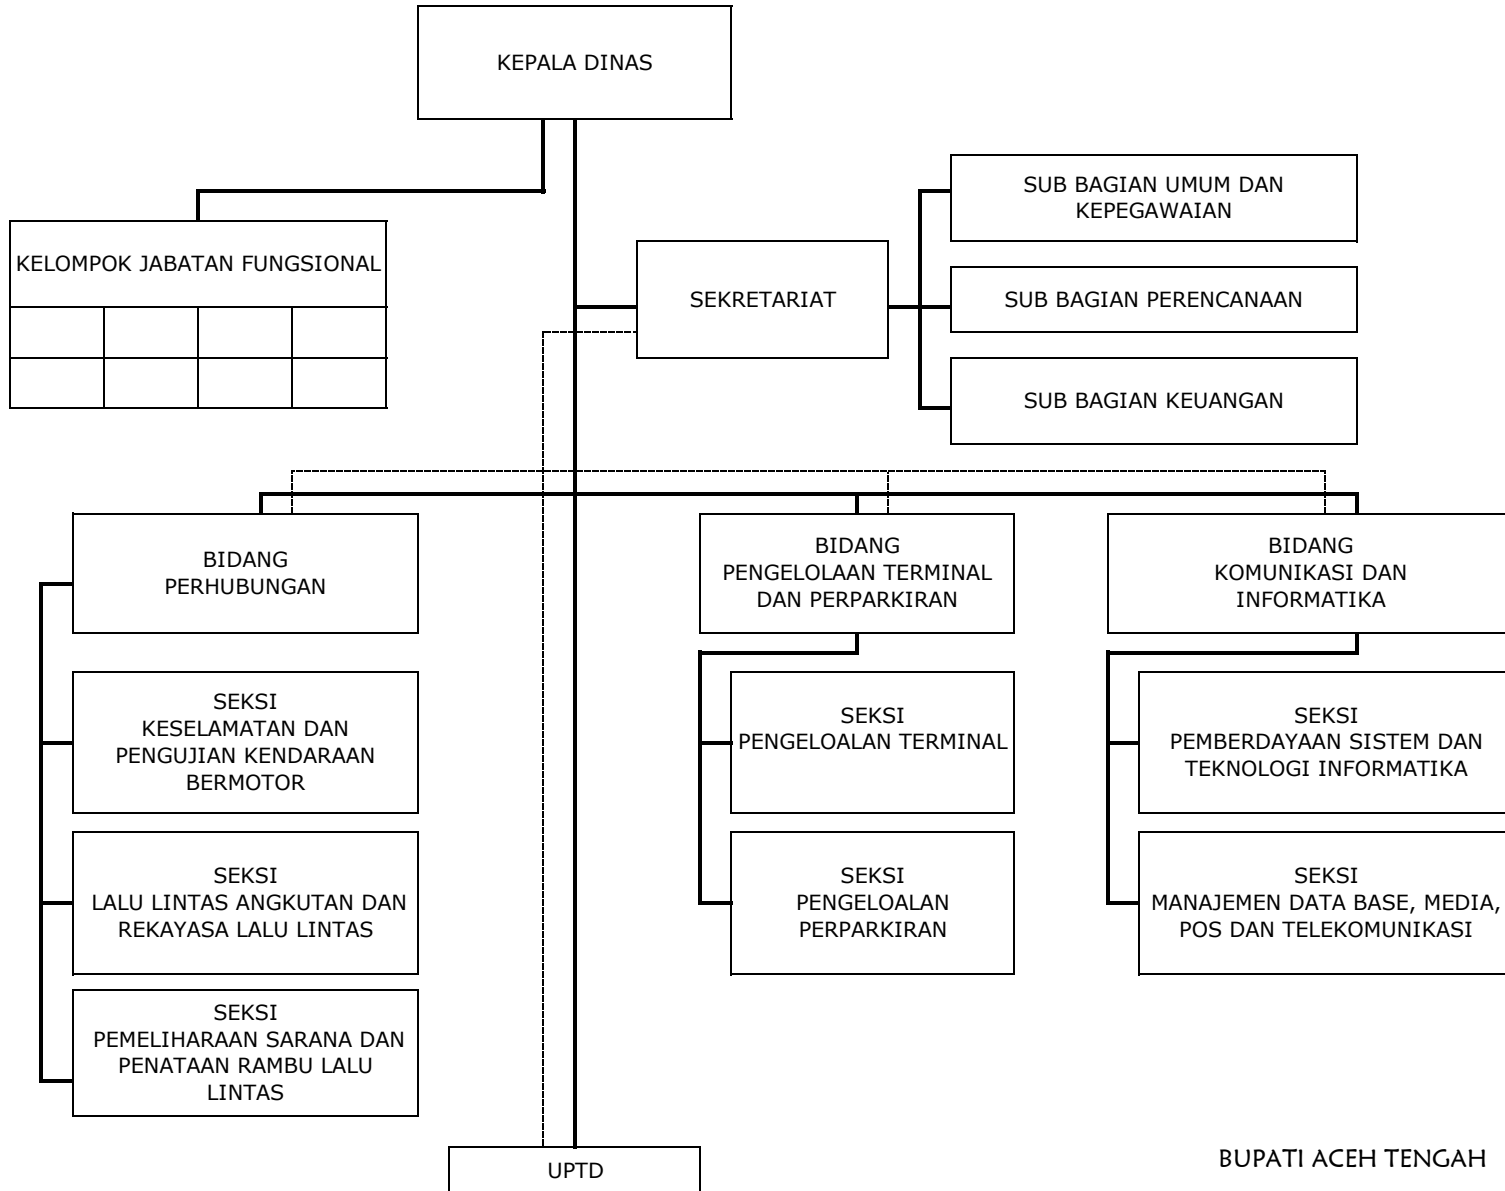 KEPALA DINAS
SUB BAGIAN UMUM DAN
KEPEGAWAIAN
KELOMPOK JABATAN FUNGSIONAL
SEKRETARIAT
SUB BAGIAN PERENCANAAN
SUB BAGIAN KEUANGAN
BIDANG
PERHUBUNGAN
BIDANG
PENGELOLAAN TERMINAL
DAN PERPARKIRAN
BIDANG
KOMUNIKASI DAN
INFORMATIKA
SEKSI
KESELAMATAN DAN
PENGUJIAN KENDARAAN
BERMOTOR
SEKSI
PENGELOALAN TERMINAL
SEKSI
PEMBERDAYAAN SISTEM DAN
TEKNOLOGI INFORMATIKA
SEKSI
LALU LINTAS ANGKUTAN DAN
REKAYASA LALU LINTAS
SEKSI
PENGELOALAN
PERPARKIRAN
SEKSI
MANAJEMEN DATA BASE, MEDIA,
POS DAN TELEKOMUNIKASI
SEKSI
PEMELIHARAAN SARANA DAN
PENATAAN RAMBU LALU
LINTAS
UPTD
BUPATI ACEH TENGAH